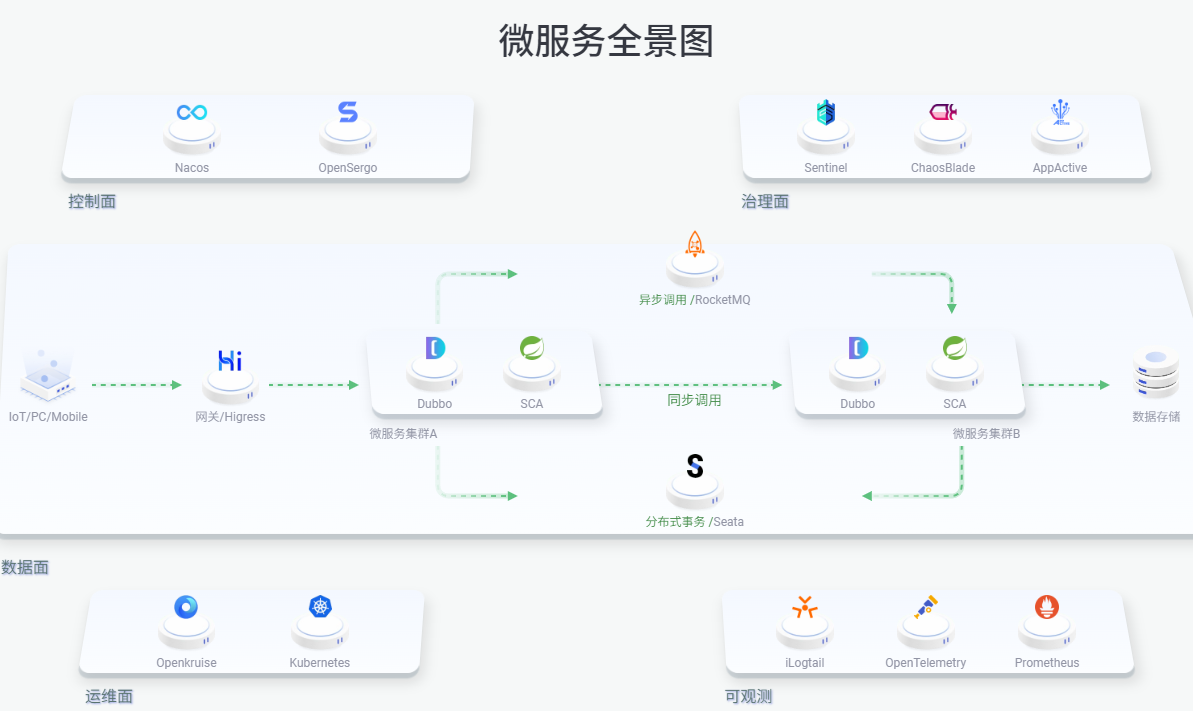 微服务全景图
Nacos
OpenSergo
控制面
Sentinel
ChaosBlade
AppActive
治理面
异步调用 /RocketMQ
IoT/PC/Mobile
Hi
网关/Higress
Dubbo
SCA
微服务集群A
同步调用
Dubbo
SCA
微服务集群B
数据存储
分布式事务 /Seata
数据面
Openkruise
Kubernetes
运维面
iLogtail
OpenTelemetry
Prometheus
可观测